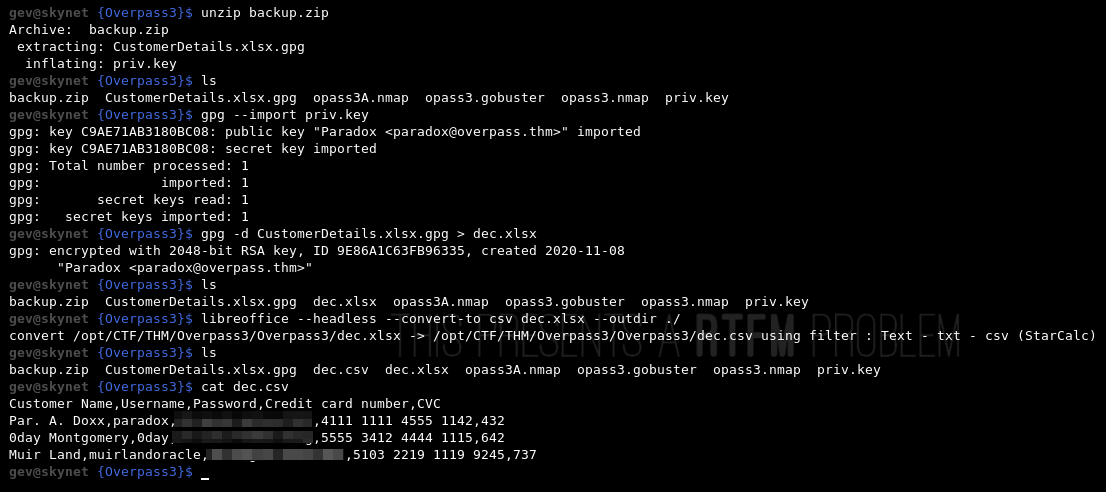 gev@skynet {Overpass3}$ unzip backup.zip
Archive:  backup.zip
 extracting: CustomerDetails.xlsx.gpg
  inflating: priv.key
gev@skynet {Overpass3}$ ls
backup.zip  CustomerDetails.xlsx.gpg  opass3A.nmap  opass3.gobuster  opass3.nmap  priv.key
gev@skynet {Overpass3}$ gpg --import priv.key
gpg: key C9AE71AB3180BC08: public key "Paradox <paradox@overpass.thm>" imported
gpg: key C9AE71AB3180BC08: secret key imported
gpg: Total number processed: 1
gpg:               imported: 1
gpg:       secret keys read: 1
gpg:   secret keys imported: 1
gev@skynet {Overpass3}$ gpg -d CustomerDetails.xlsx.gpg > dec.xlsx
gpg: encrypted with 2048-bit RSA key, ID 9E86A1C63FB96335, created 2020-11-08
      "Paradox <paradox@overpass.thm>"
gev@skynet {Overpass3}$ ls
backup.zip  CustomerDetails.xlsx.gpg  dec.xlsx  opass3A.nmap  opass3.gobuster  opass3.nmap  priv.key
gev@skynet {Overpass3}$ libreoffice --headless --convert-to csv dec.xlsx --outdir ./
THIS PRESENTS A RTFM PROBLEM
convert /opt/CTF/THM/Overpass3/Overpass3/dec.xlsx -> /opt/CTF/THM/Overpass3/Overpass3/dec.csv using filter : Text - txt - csv (StarCalc)
gev@skynet {Overpass3}$ ls
backup.zip  CustomerDetails.xlsx.gpg  dec.csv  dec.xlsx  opass3A.nmap  opass3.gobuster  opass3.nmap  priv.key
gev@skynet {Overpass3}$ cat dec.csv
Customer Name,Username,Password,Credit card number,CVC
Par. A. Doxx,paradox,,4111 1111 4555 1142,432
0day Montgomery,0day,,5555 3412 4444 1115,642
Muir Land,muirlandoracle,,5103 2219 1119 9245,737
gev@skynet {Overpass3}$ _